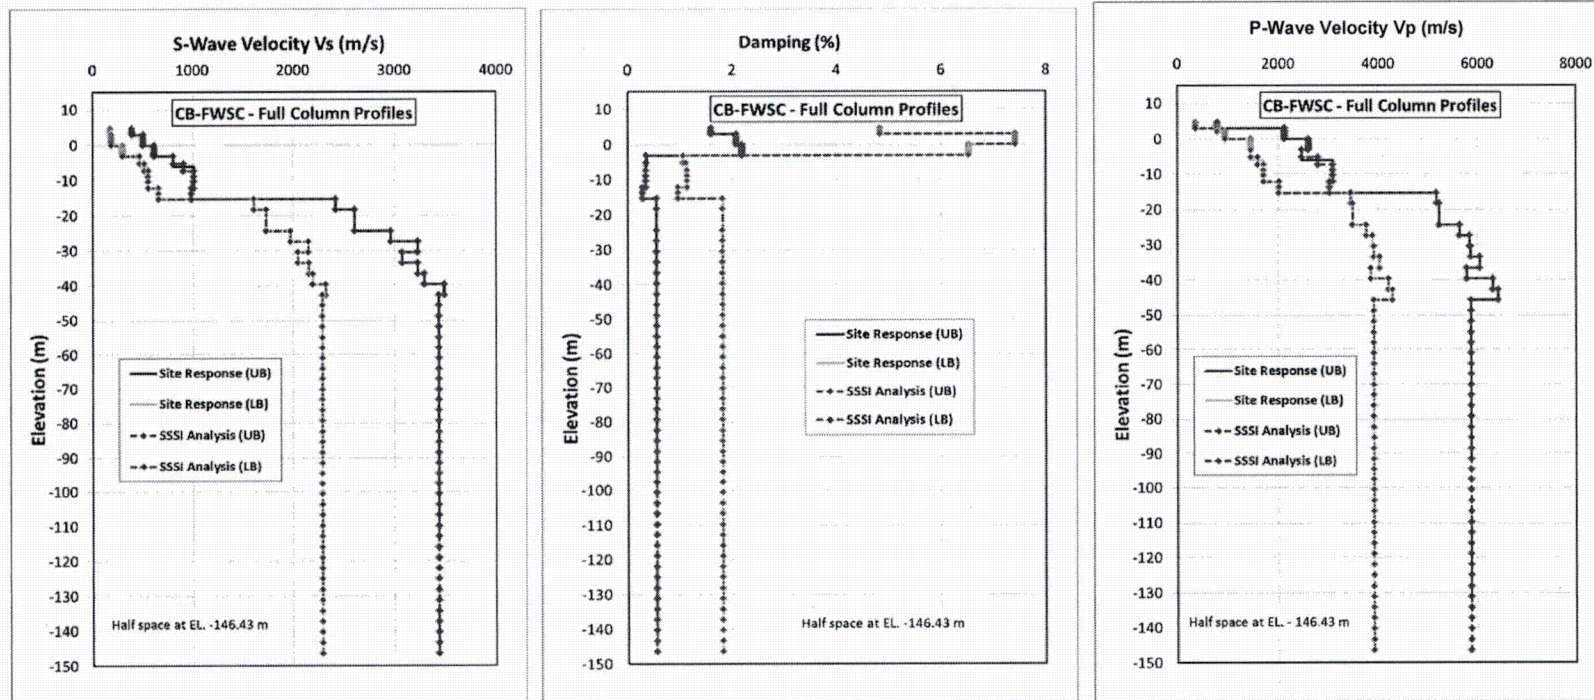 S-Wave Velocity Vs (m/s)
0 1000 2000 3000 4000
CB-FWSC - Full Column Profiles
10
0
-10
-20
-30
-40
-50
-60
-70
-80
-90
-100
-110
-120
-130
-140
-150
Elevation (m)
Site Response (UB)
Site Response (LB)
SSSI Analysis (UB)
SSSI Analysis (LB)
Half space at EL. -146.43 m
Damping (%)
0 2 4 6 8
CB-FWSC - Full Column Profiles
10
0
-10
-20
-30
-40
-50
-60
-70
-80
-90
-100
-110
-120
-130
-140
-150
Elevation (m)
Site Response (UB)
Site Response (LB)
SSSI Analysis (UB)
SSSI Analysis (LB)
Half space at EL. -146.43 m
P-Wave Velocity Vp (m/s)
0 2000 4000 6000 8000
CB-FWSC - Full Column Profiles
10
0
-10
-20
-30
-40
-50
-60
-70
-80
-90
-100
-110
-120
-130
-140
-150
Elevation (m)
Site Response (UB)
Site Response (LB)
SSSI Analysis (UB)
SSSI Analysis (LB)
Half space at EL. - 146.43 m